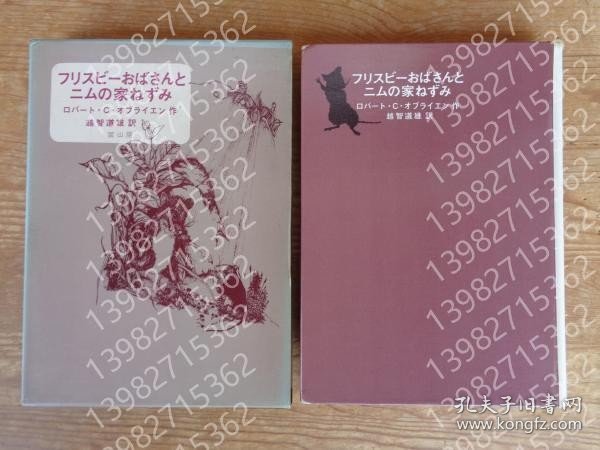 フリスビーおばさんと
ニムの家ねずみ
ロバート・C・オブライエン 作
越智道雄 訳
冨山房
フリスビーおばさんと
ニムの家ねずみ
ロバート・C・オブライエン 作
越智道雄 訳
13982715362
孔夫子旧书网
www.kongfz.com